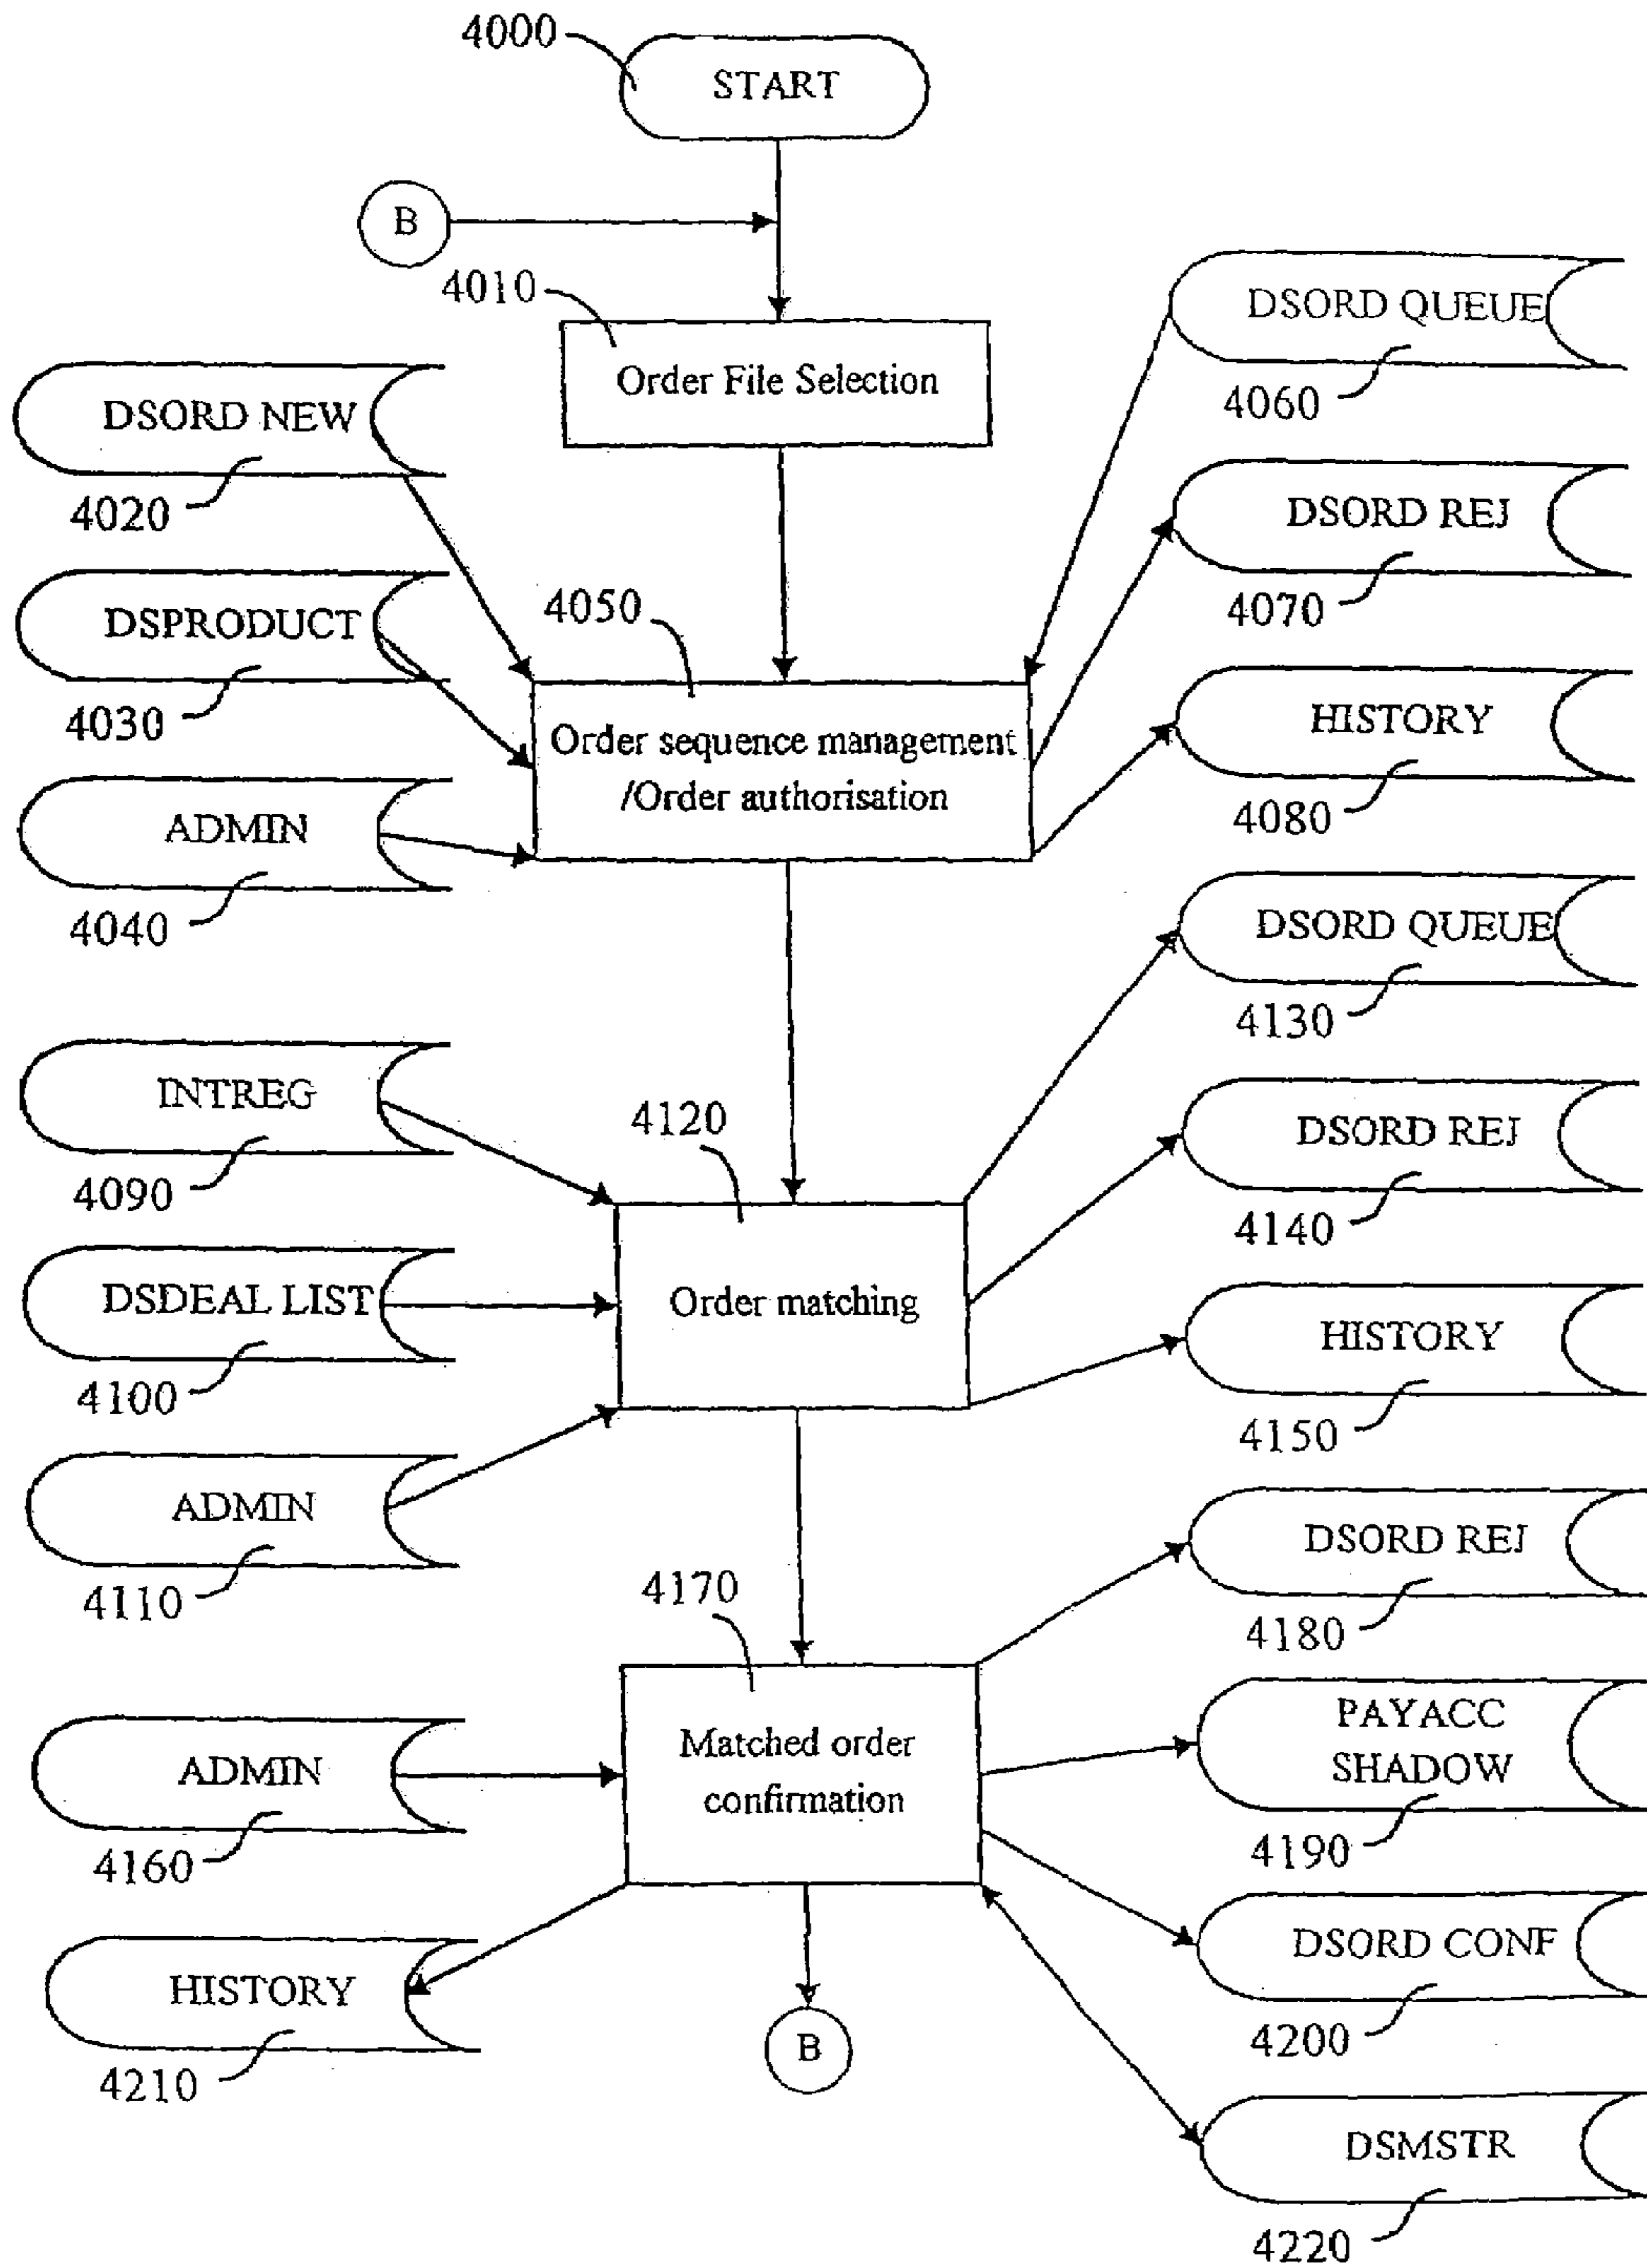 4000
START
B
4010
Order File Selection
DSORD QUEUE
4060
DSORD NEW
4020
DSORD REJ
4070
DSPRODUCT
4030
4050
Order sequence management
/Order authorisation
HISTORY
4080
ADMIN
4040
DSORD QUEUE
4130
INTREG
4090
4120
DSORD REJ
4140
DSDEAL LIST
4100
Order matching
HISTORY
4150
ADMIN
4110
4170
DSORD REJ
4180
Matched order
confirmation
PAYACC
SHADOW
4190
ADMIN
4160
DSORD CONF
4200
HISTORY
4210
B
DSMSTR
4220